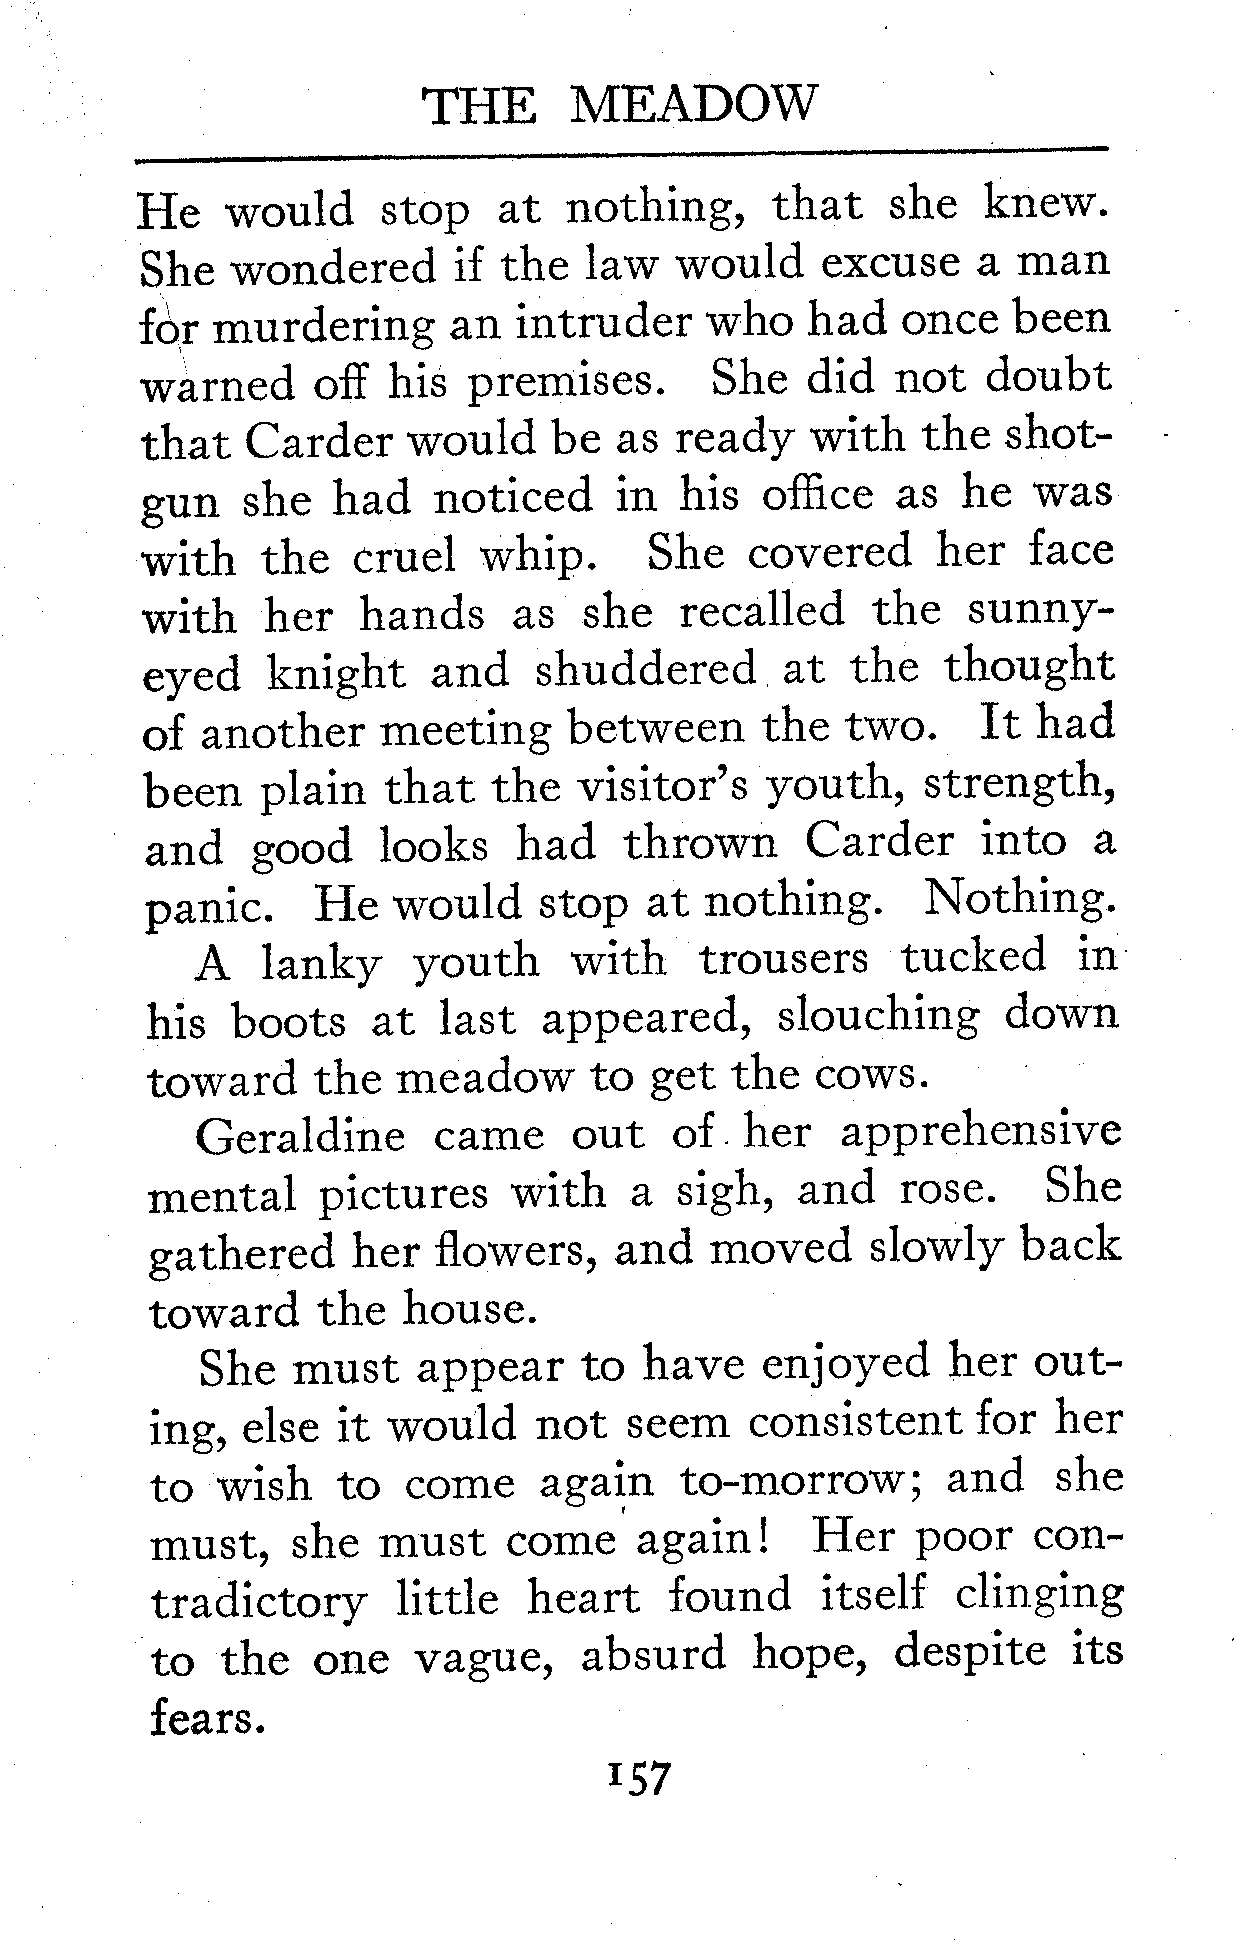 THE MEADOW
He would stop at nothing, that she knew.
She wondered if the law would excuse a man
for murdering an intruder who had once been
warned off his premises. She did not doubt
that Carder would be as ready with the shot-
gun she had noticed in his office as he was
with the cruel whip. She covered her face
with her hands as she recalled the sunny-
eyed knight and shuddered at the thought
of another meeting between the two. It had
been plain that the visitor's youth, strength,
and good looks had thrown Carder into a
panic. He would stop at nothing. Nothing.
A lanky youth with trousers tucked in
his boots at last appeared, slouching down
toward the meadow to get the cows.
Geraldine came out of her apprehensive
mental pictures with a sigh, and rose. She
gathered her flowers, and moved slowly back
toward the house.
She must appear to have enjoyed her out-
ing, else it would not seem consistent for her
to wish to come again to-morrow; and she
must, she must come again! Her poor con-
tradictory little heart found itself clinging
to the one vague, absurd hope, despite its
fears.
157